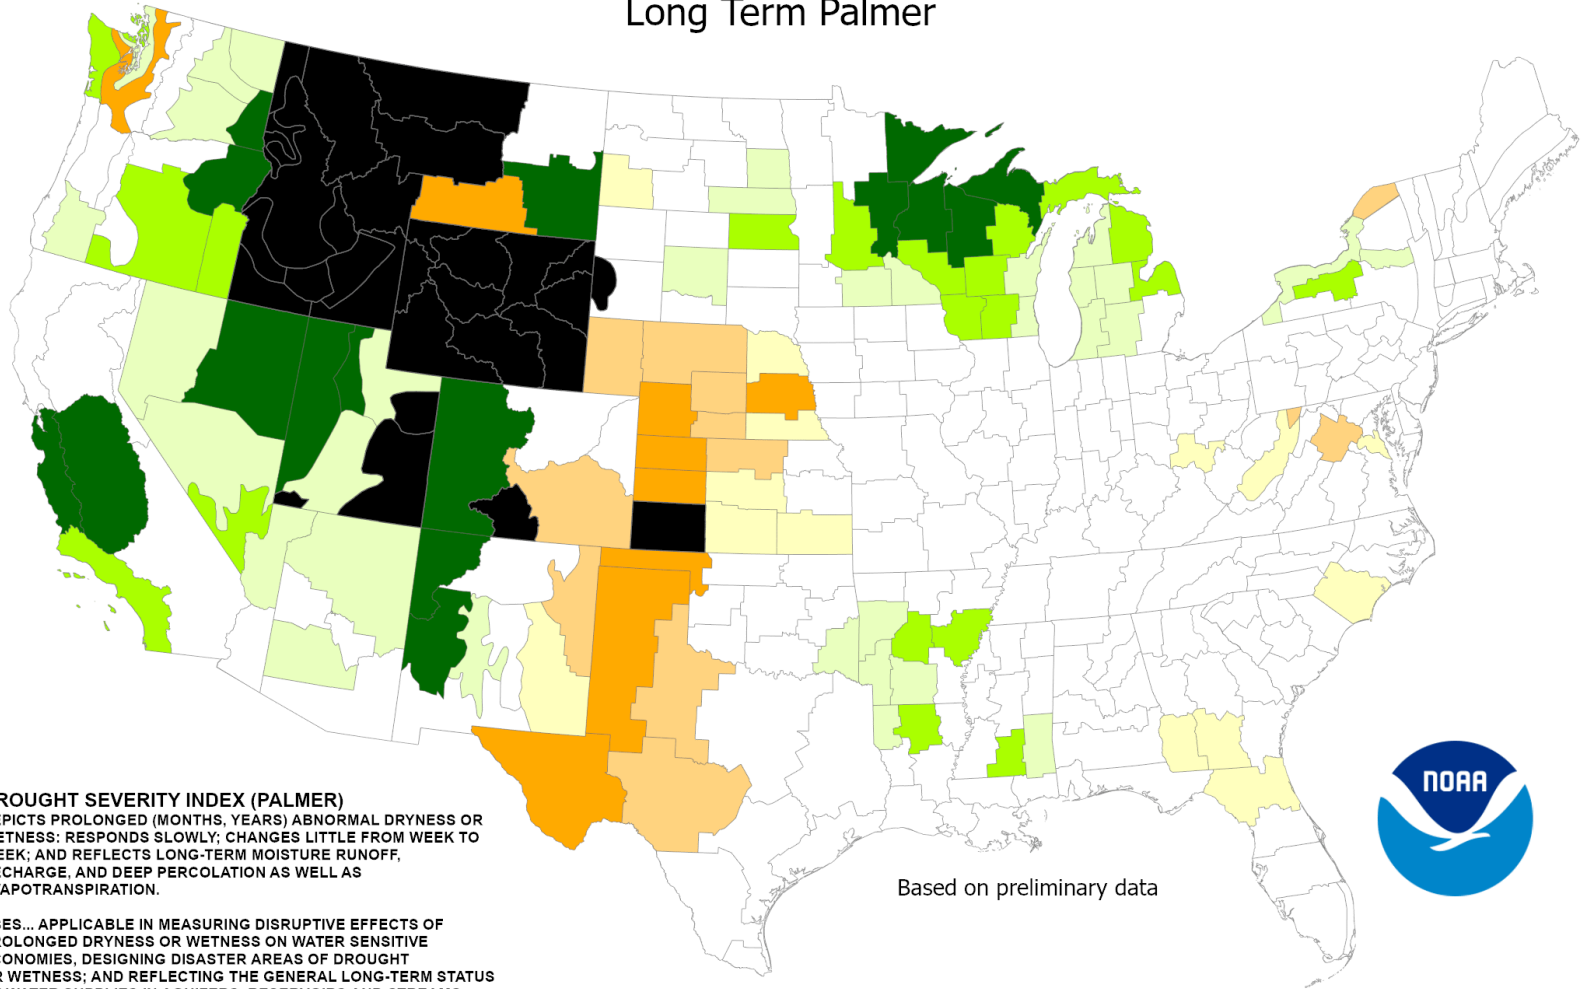 Long Term Palmer
ROUGHT SEVERITY INDEX (PALMER)
EPICTS PROLONGED (MONTHS, YEARS) ABNORMAL DRYNESS OR
ETNESS: RESPONDS SLOWLY; CHANGES LITTLE FROM WEEK TO
EEK; AND REFLECTS LONG-TERM MOISTURE RUNOFF,
ECHARGE, AND DEEP PERCOLATION AS WELL AS
APOTRANSPIRATION.
ES... APPLICABLE IN MEASURING DISRUPTIVE EFFECTS OF
ROLONGED DRYNESS OR WETNESS ON WATER SENSITIVE
CONOMIES, DESIGNING DISASTER AREAS OF DROUGHT
R WETNESS; AND REFLECTING THE GENERAL LONG-TERM STATUS
Based on preliminary data
NOAA